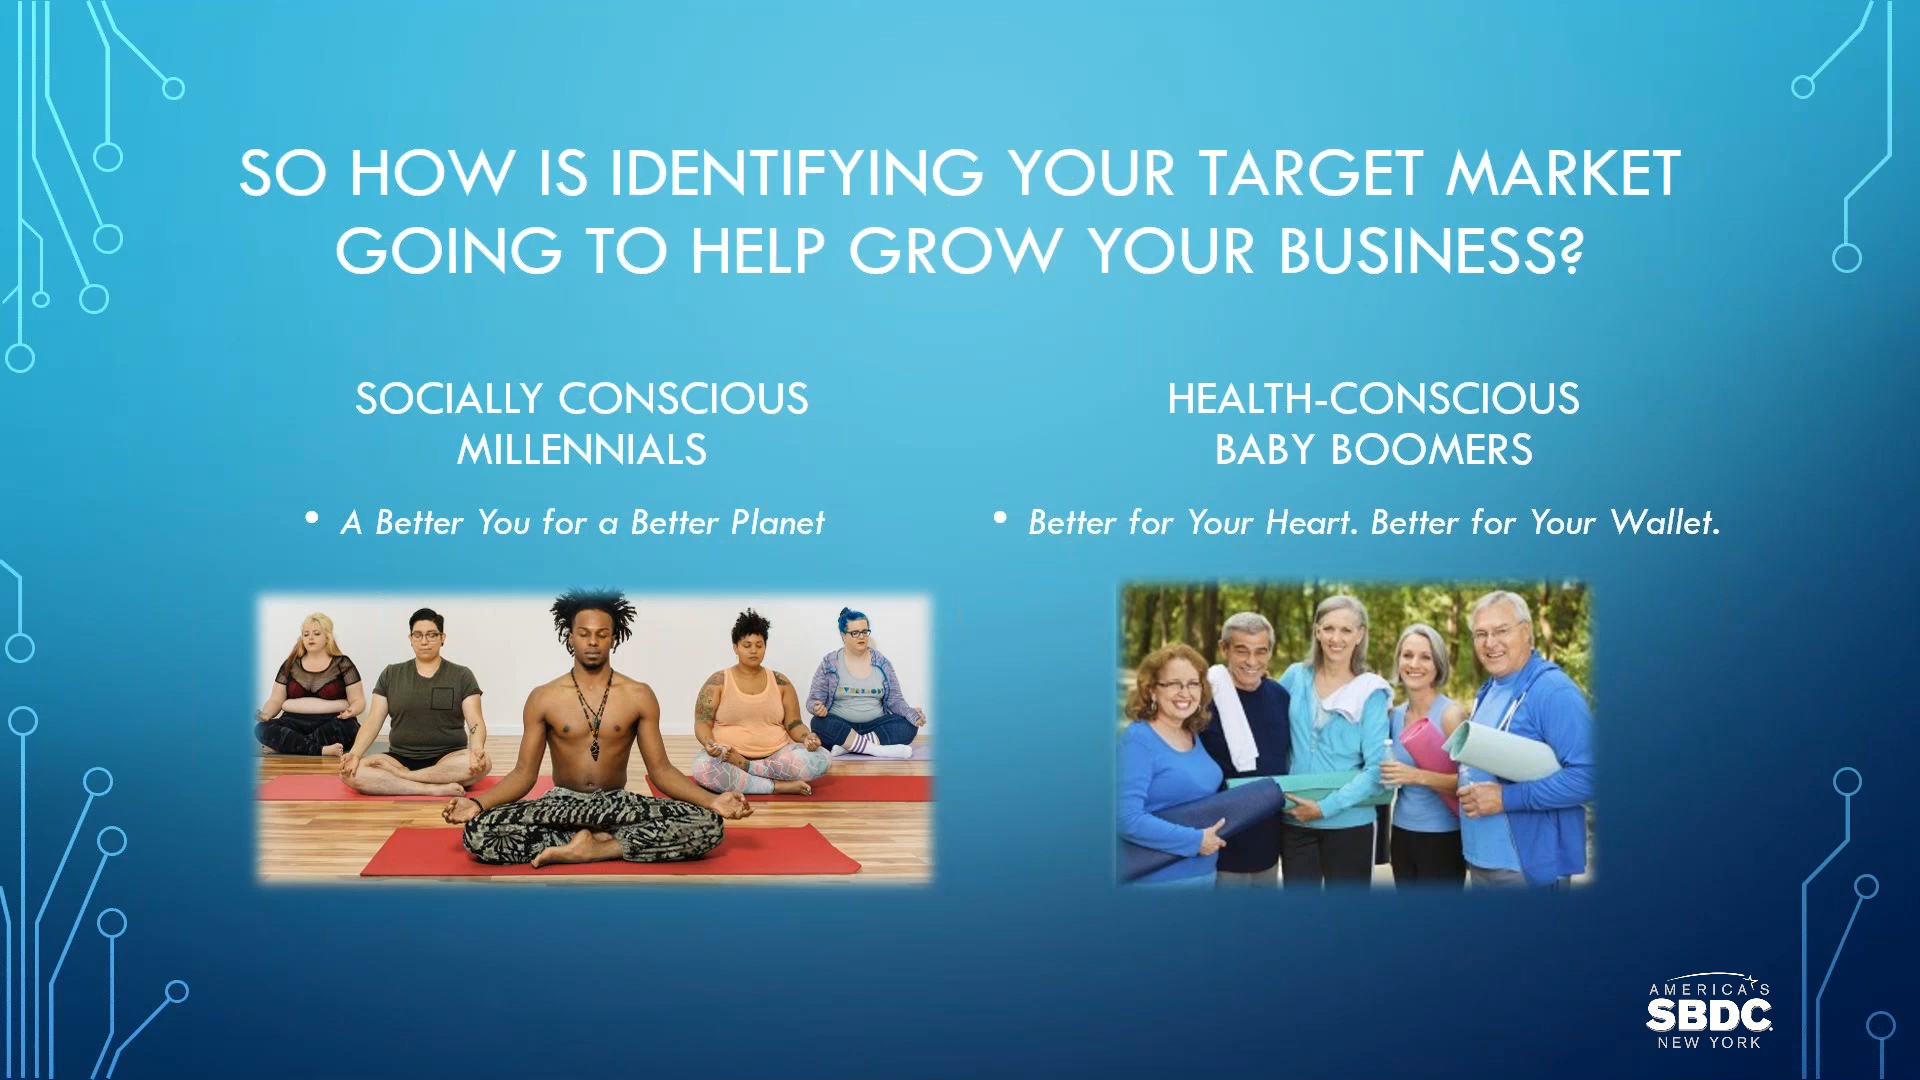 SO HOW IS IDENTIFYING YOUR TARGET MARKET
GOING TO HELP GROW YOUR BUSINESS?
SOCIALLY CONSCIOUS
MILLENNIALS
• A Better You for a Better Planet
HEALTH-CONSCIOUS
BABY BOOMERS
• Better for Your Heart. Better for Your Wallet.
AMERICA'S
SBDC
NEW YORK